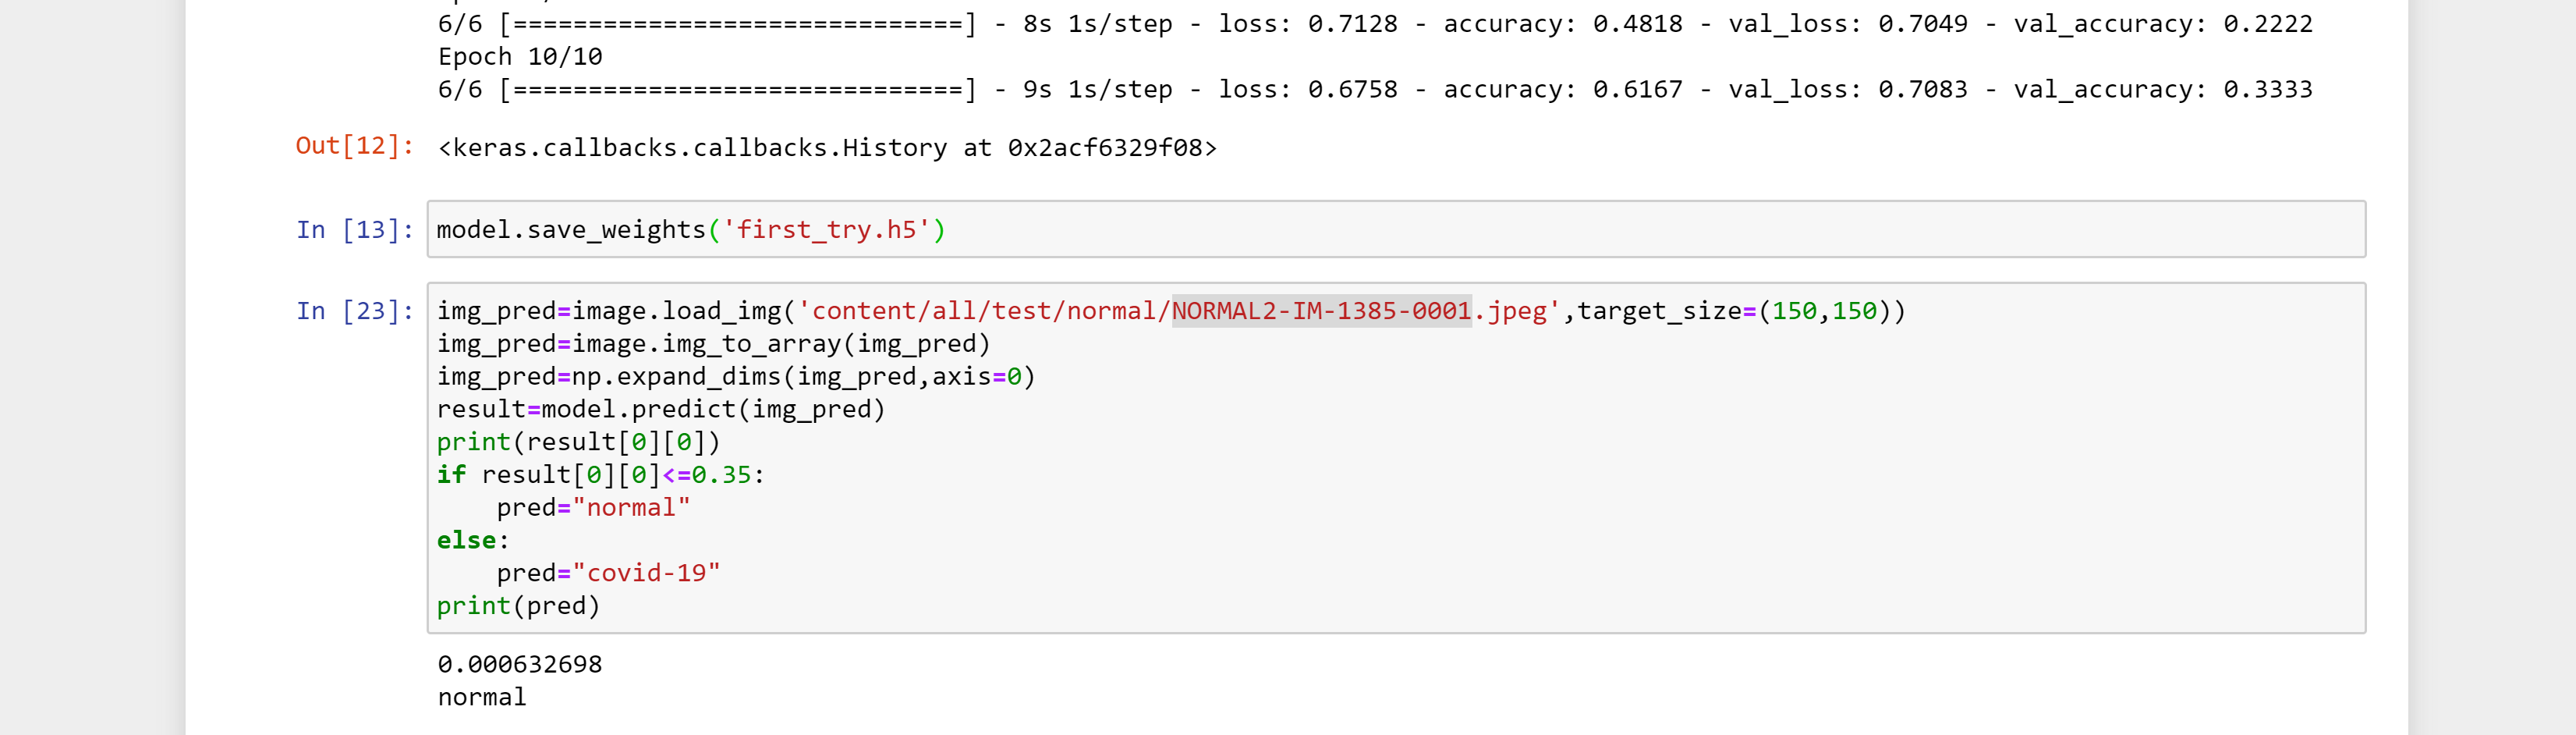 6/6 [==============================] - 8s 1s/step - loss: 0.7128 - accuracy: 0.4818 - val_loss: 0.7049 - val_accuracy: 0.2222
Epoch 10/10
6/6 [==============================] - 9s 1s/step - loss: 0.6758 - accuracy: 0.6167 - val_loss: 0.7083 - val_accuracy: 0.3333
Out[12]: <keras.callbacks.callbacks.History at 0x2acf6329f08>
In [13]: model.save_weights('first_try.h5')
In [23]: img_pred=image.load_img('content/all/test/normal/NORMAL2-IM-1385-0001.jpeg',target_size=(150,150))
img_pred=image.img_to_array(img_pred)
img_pred=np.expand_dims(img_pred,axis=0)
result=model.predict(img_pred)
print(result[0][0])
if result[0][0]<=0.35:
    pred="normal"
else:
    pred="covid-19"
print(pred)
0.000632698
normal